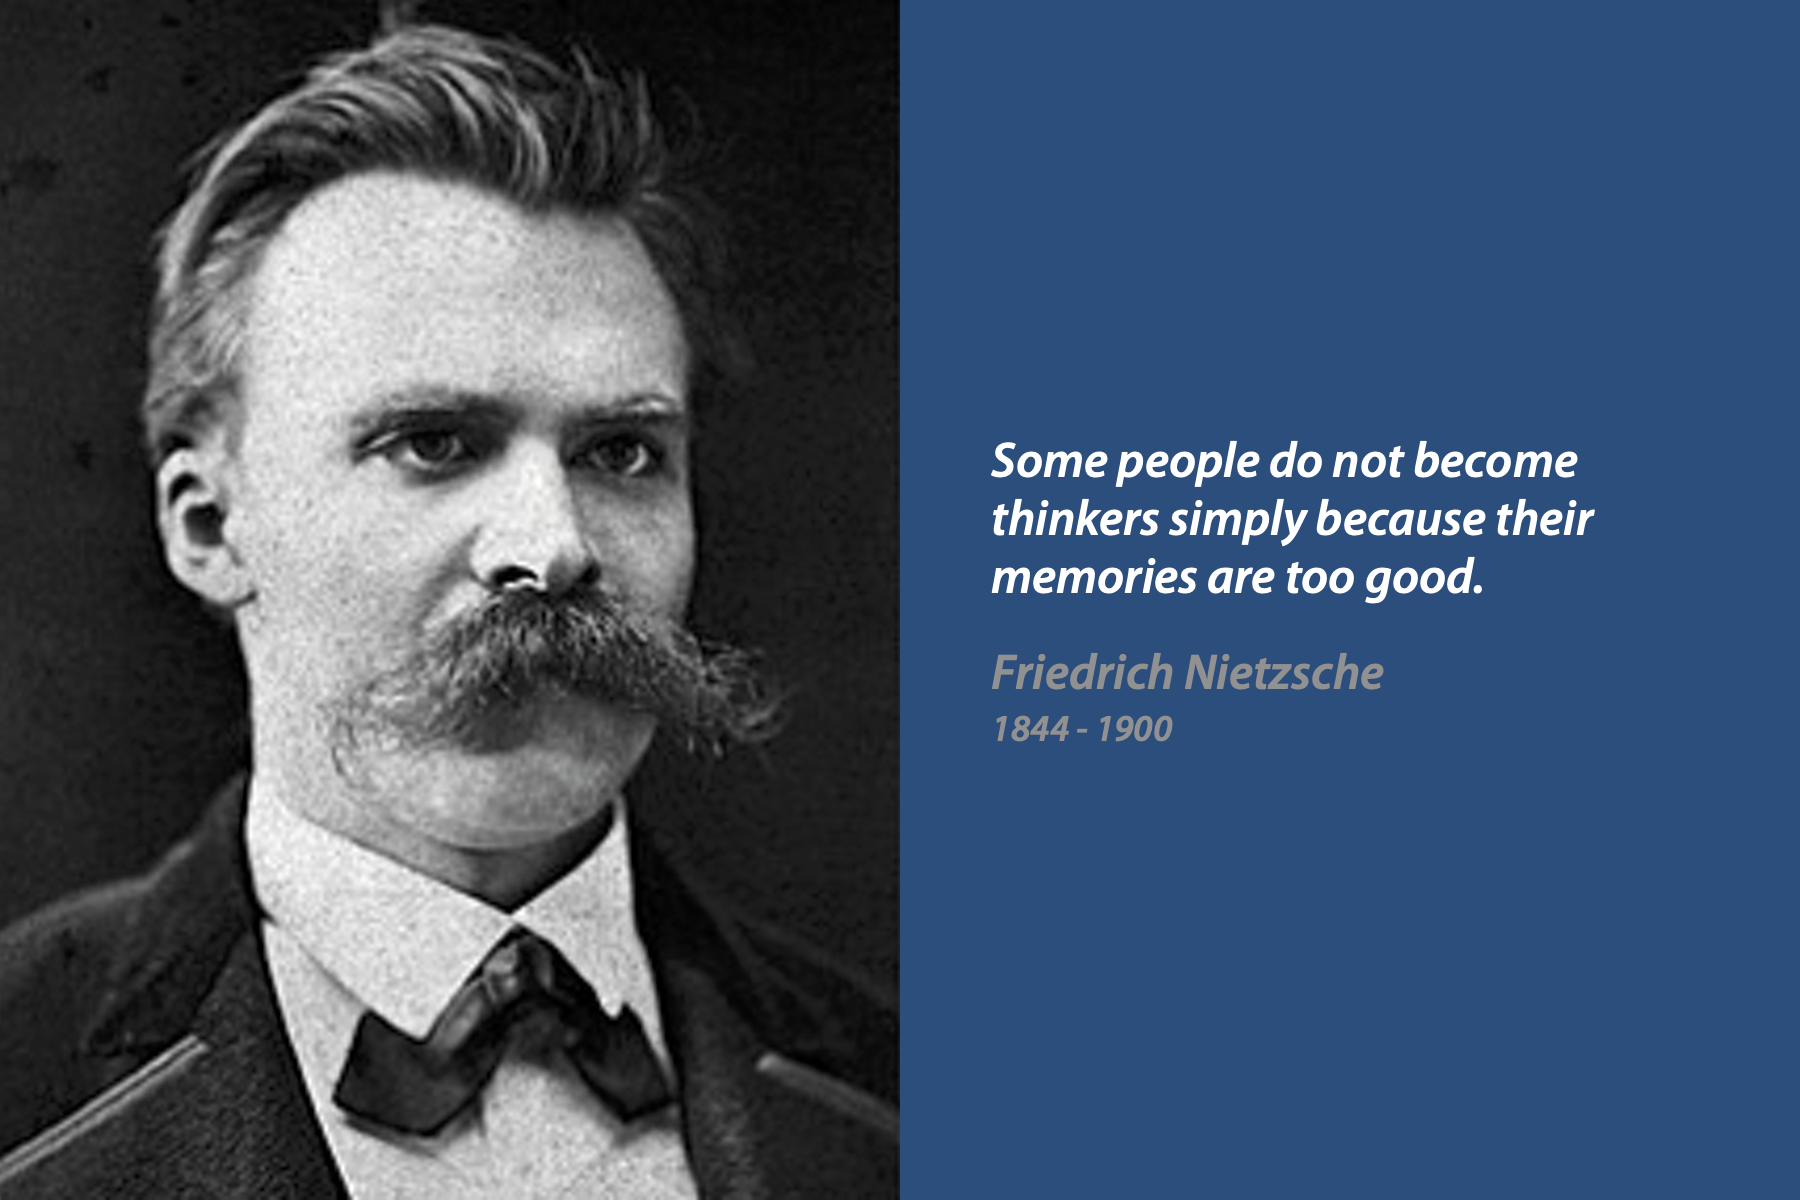 Some people do not become
thinkers simply because their
memories are too good.
Friedrich Nietzsche
1844 - 1900